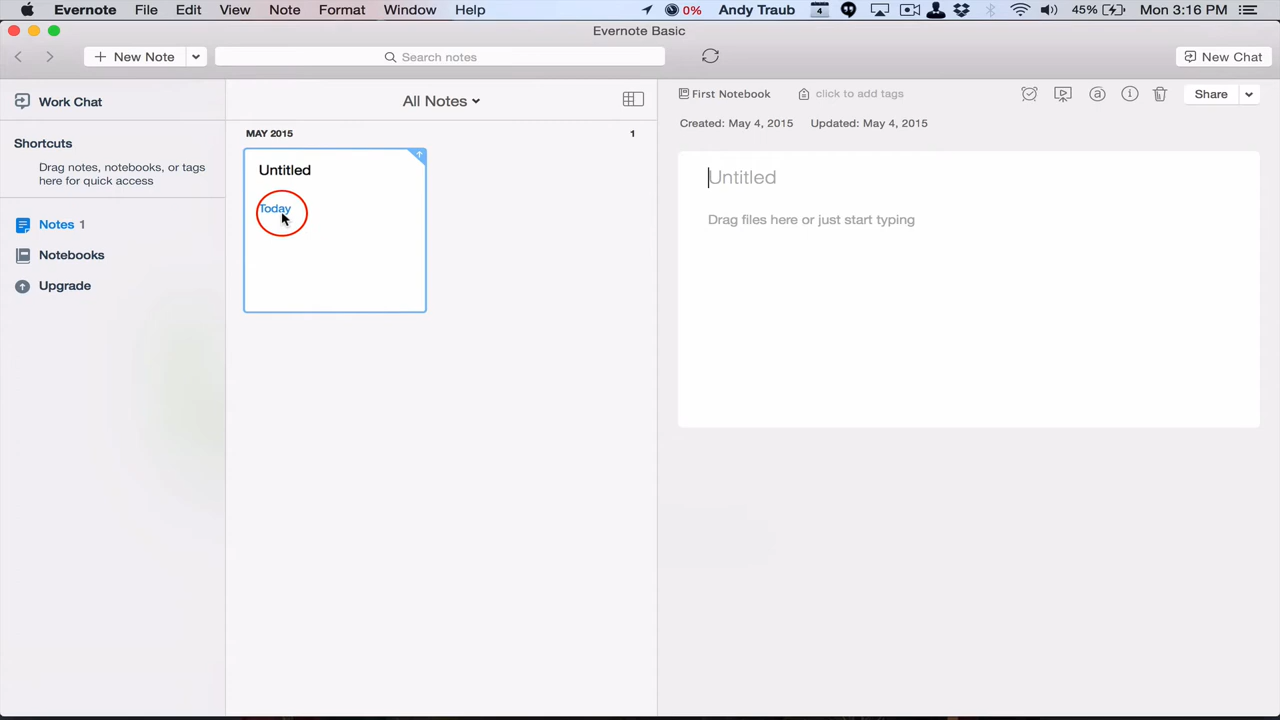 Evernote File Edit View Note Format Window Help 0% Andy Traub 4 45% Mon 3:16 PM
Evernote Basic
+ New Note Search notes New Chat
Work Chat
Shortcuts
Drag notes, notebooks, or tags
here for quick access
Notes 1
Notebooks
Upgrade
All Notes
MAY 2015 1
Untitled
Today
First Notebook click to add tags Share
Created: May 4, 2015 Updated: May 4, 2015
Untitled
Drag files here or just start typing